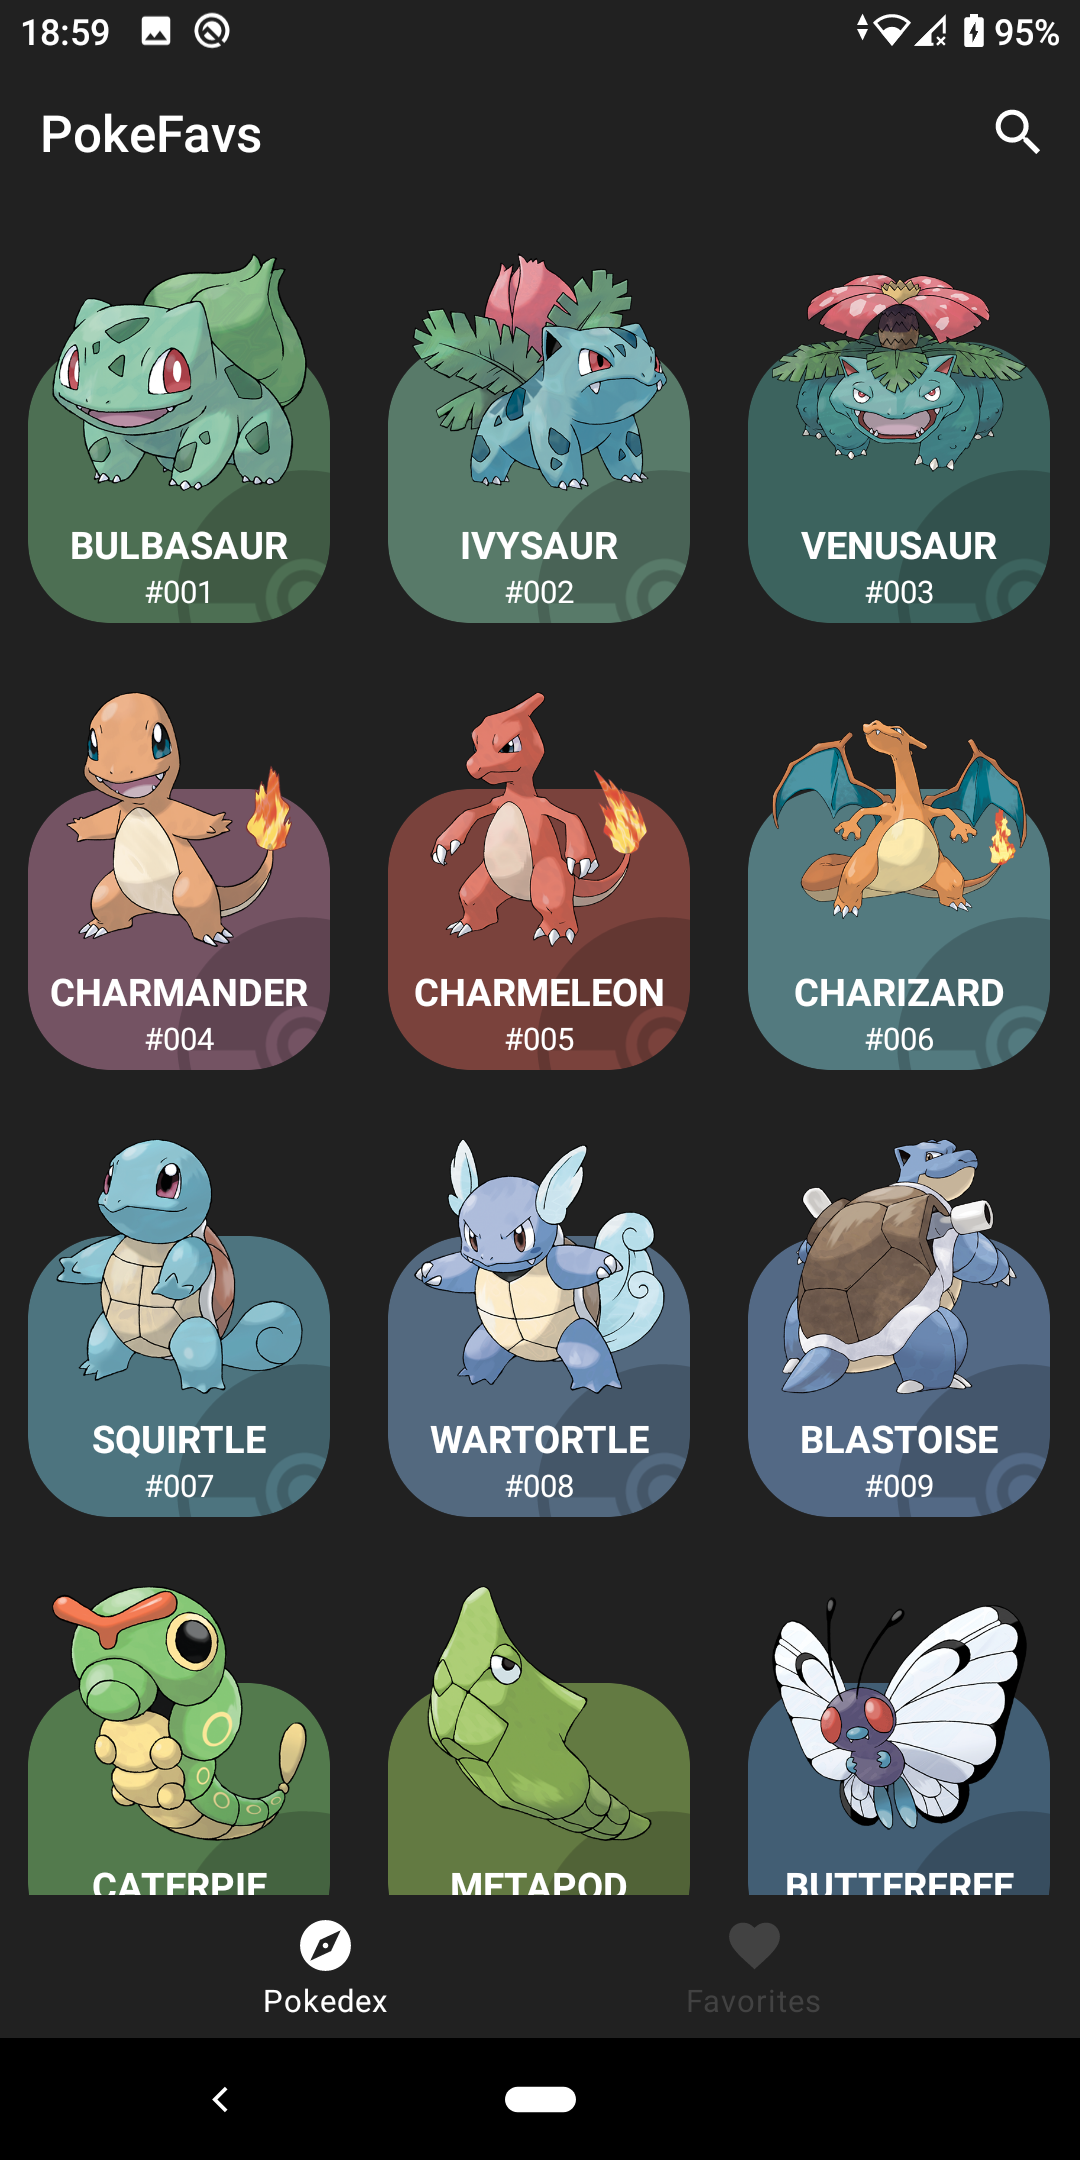 18:59 95%
PokeFavs
BULBASAUR IVYSAUR VENUSAUR
#001 #002 #003
CHARMANDER CHARMELEON CHARIZARD
#004 #005 #006
SQUIRTLE WARTORTLE BLASTOISE
#007 #008 #009
CATERPIE METAPOD BUTTERFREE
Pokedex Favorites